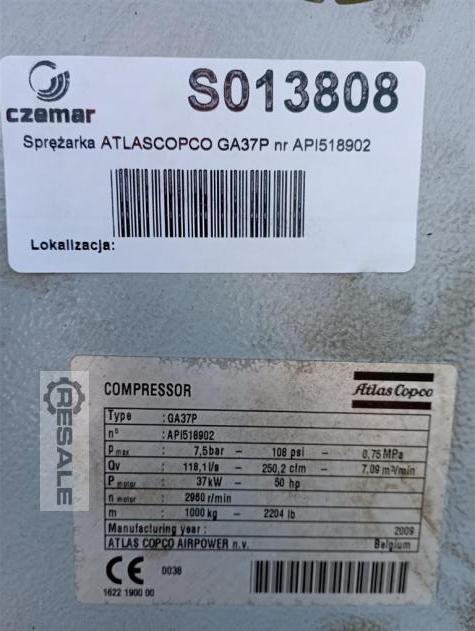 czemar
S013808
Sprężarka ATLASCOPCO GA37P nr API518902
Lokalizacja:
COMPRESSOR
Atlas Copco
Type : GA37P
n° : API518902
P max : 7,5bar – 108 psi – 0,75 MPa
Qv : 118,1l/s – 250,2 cfm – 7,09 m³/min
P motor : 37kW – 50 hp
n motor : 2960 r/min
m : 1000 kg – 2204 lb
Manufacturing year : 2009
ATLAS COPCO AIRPOWER n.v. Belgium
CE 0038
1622 1900 00
RESALE